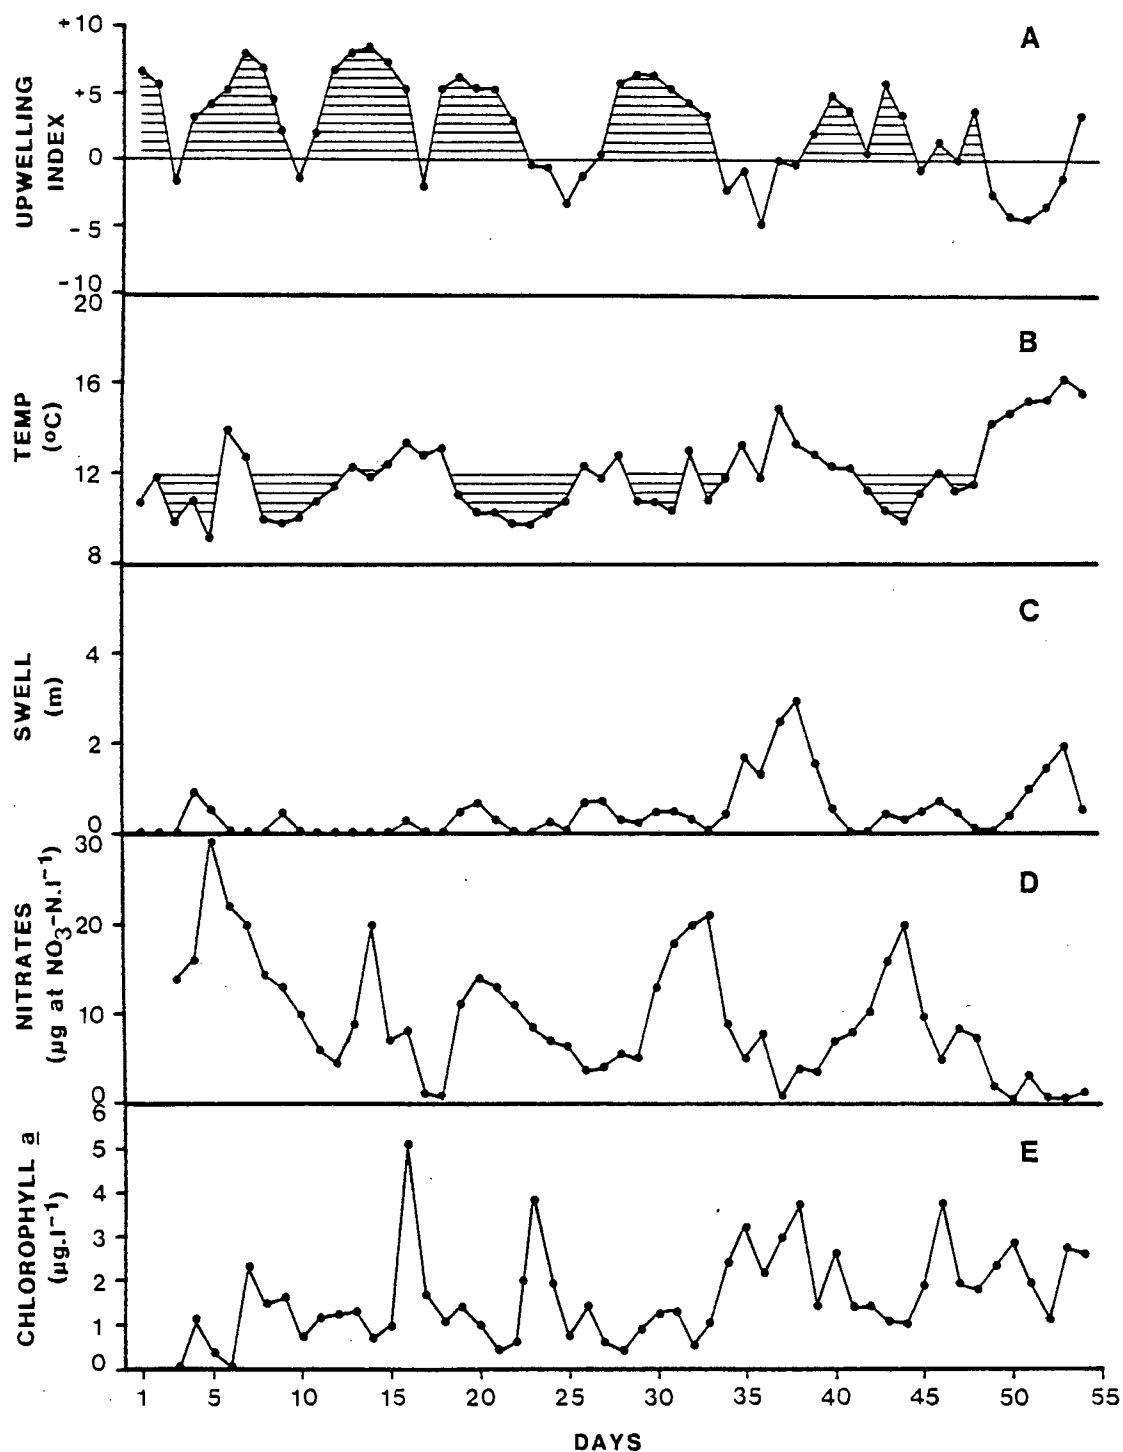 A
UPWELLING
INDEX
+10
+5
0
-5
-10
B
TEMP
(ºC)
20
16
12
8
C
SWELL
(m)
4
2
0
D
NITRATES
(µg at NO3-N.l-1)
30
20
10
0
E
CHLOROPHYLL a
(µg.l-1)
6
5
4
3
2
1
0
1 5 10 15 20 25 30 35 40 45 50 55
DAYS